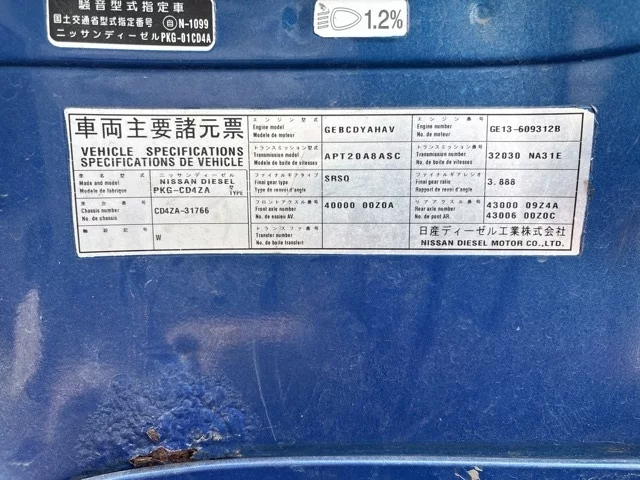 騒音型式指定車
国土交通省型式指定番号 自N-1099
ニッサンディーゼルPKG-01CD4A
1.2%
車両主要諸元票
VEHICLE SPECIFICATIONS
SPECIFICATIONS DE VEHICLE
車名型式
Made and model
Modele de fabrique
ニッサンディーゼル
NISSAN DIESEL
PKG-CD4ZA 型 TYPE
車台番号
Chassis number
No. de chassis
CD4ZA-31766
W
エンジン型式
Engine model
Modele de moteur
GEBCDYAHAV
エンジン番号
Engine number
No. de moteur
GE13-609312B
トランスミッション型式
Transmission model
Modele de boite de vitesses
APT20A8ASC
トランスミッション番号
Transmission number
No. de boite de vitesses
32030 NA31E
ファイナルギアタイプ
Final gear type
Type de renvoi d'angle
SRSQ
ファイナルギアレシオ
Final gear ratio
Rapport de renvoi d'angle
3.888
フロントアクスル番号
Front axle number
No. de essieu AV.
40000 00Z0A
リアアクスル番号
Rear axle number
No. de pont AR.
43000 09Z4A
43006 00Z0C
トランスファ番号
Transfer number
No. de boite transfert
日産ディーゼル工業株式会社
NISSAN DIESEL MOTOR CO.,LTD.